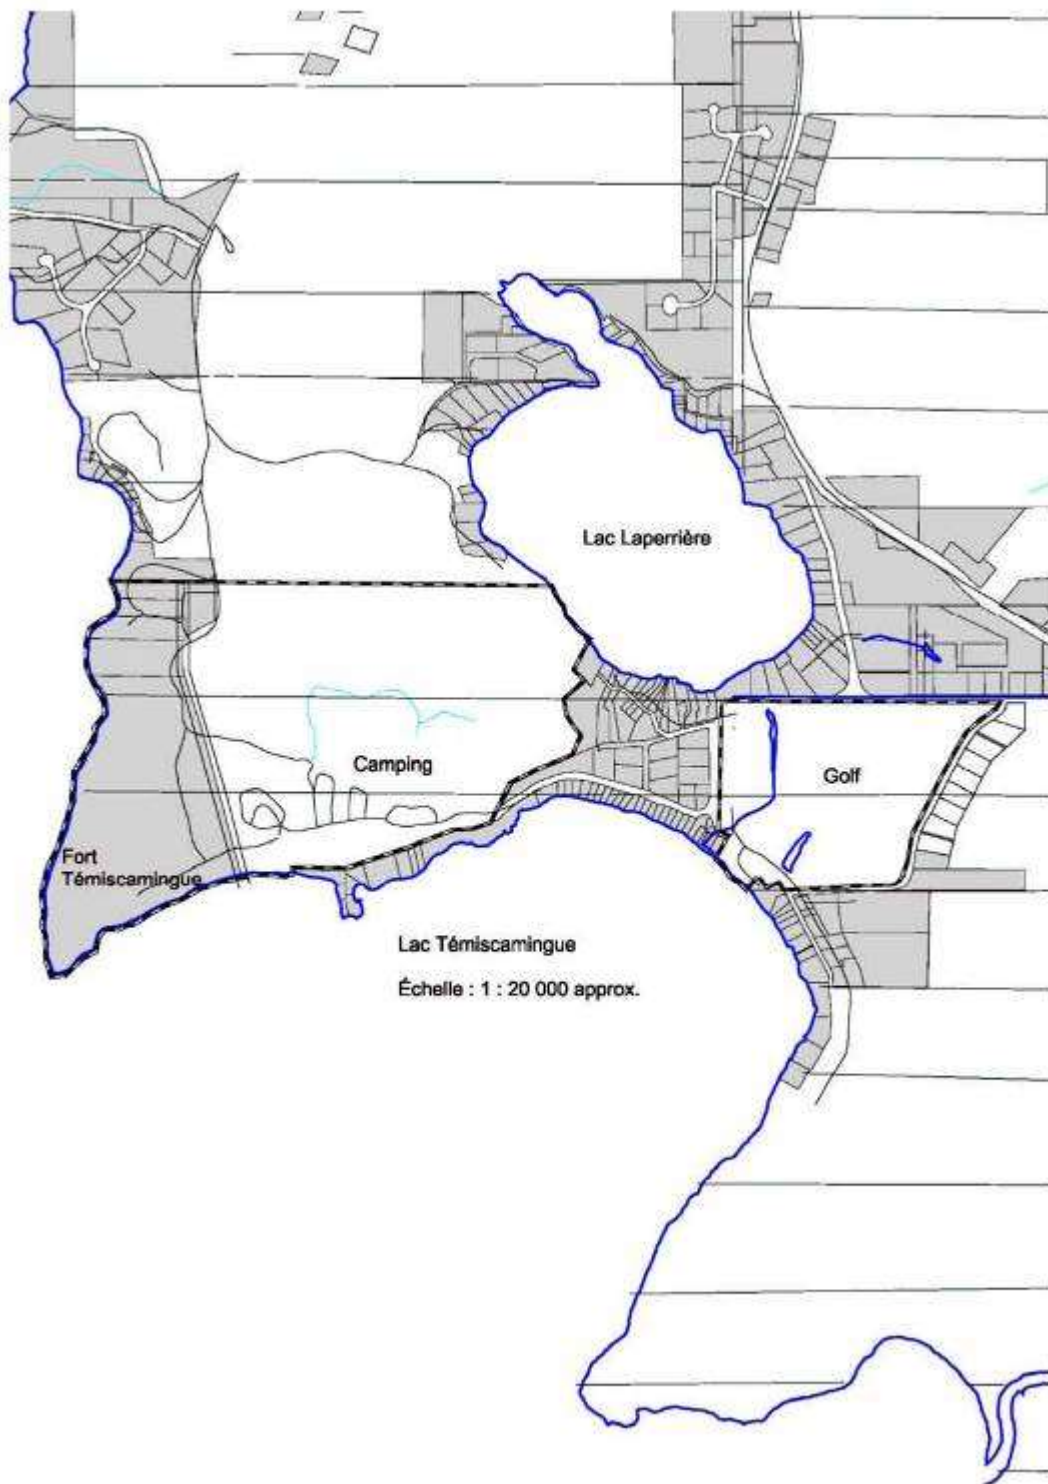 Lac Laperrière
Camping
Golf
Fort
Témiscamingue
Lac Témiscamingue
Échelle : 1 : 20 000 approx.